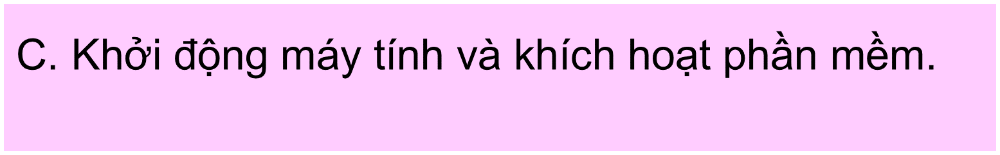 C. Khởi động máy tính và khích hoạt phần mềm.